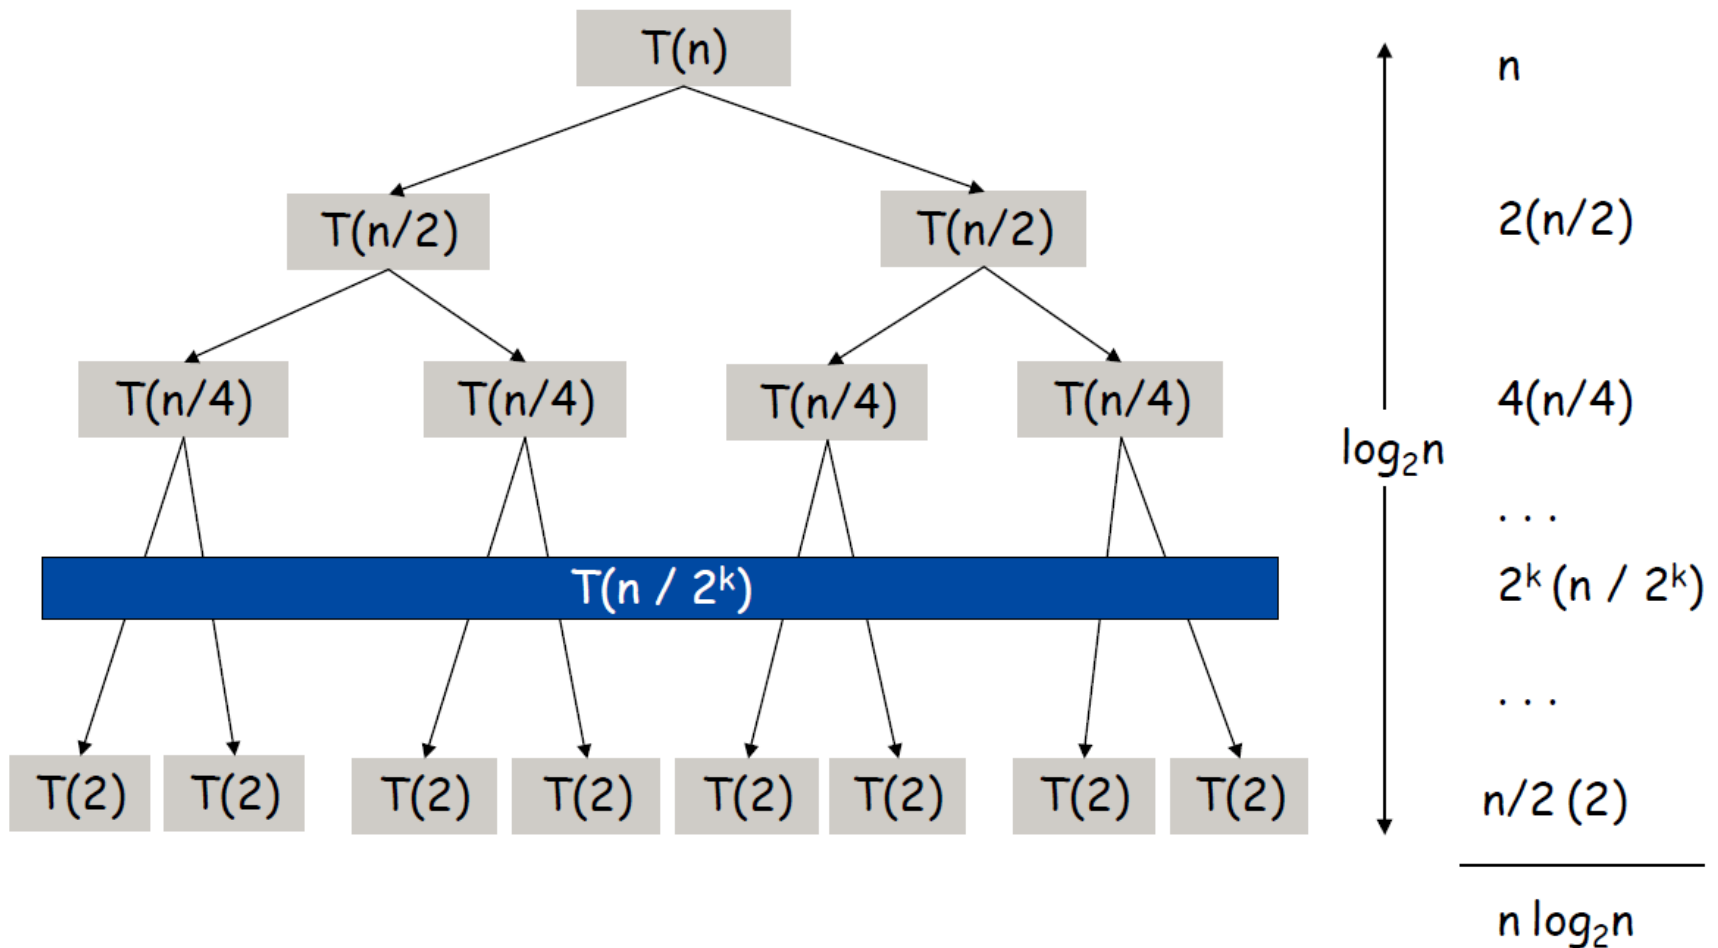 T(n)
n
T(n/2) T(n/2)
2(n/2)
T(n/4) T(n/4) T(n/4) T(n/4)
4(n/4)
log₂n
. . .
T(n / 2ᵏ)
2ᵏ (n / 2ᵏ)
. . .
T(2) T(2) T(2) T(2) T(2) T(2) T(2) T(2)
n/2 (2)
n log₂n